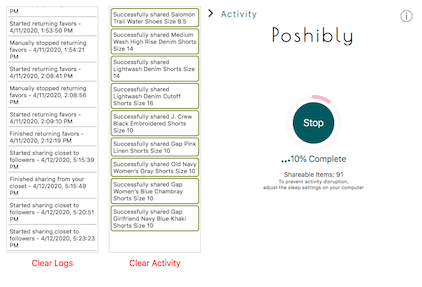 PM
Started returning favors - 4/11/2020, 1:53:50 PM
Manually stopped returning favors - 4/11/2020, 2:08:21 PM
Started returning favors - 4/11/2020, 2:08:41 PM
Manually stopped returning favors - 4/11/2020, 2:08:56 PM
Started returning favors - 4/11/2020, 2:09:10 PM
Finished returning favors - 4/11/2020, 2:12:19 PM
Started sharing closet to followers - 4/12/2020, 5:15:39 PM
Finished sharing from your closet - 4/12/2020, 5:15:49 PM
Started sharing closet to followers - 4/12/2020, 5:20:51 PM
Started sharing closet to followers - 4/12/2020, 5:23:23 PM
Clear Logs
Successfully shared Salomon Trail Water Shoes Size 8.5
Successfully shared Medium Wash High Rise Denim Shorts Size 14
Successfully shared Lightwash Denim Shorts Size 14
Successfully shared Lightwash Denim Cutoff Shorts Size 16
Successfully shared J. Crew Black Embroidered Shorts Size 10
Successfully shared Gap Pink Linen Shorts Size 10
Successfully shared Old Navy Women's Gray Shorts Size 10
Successfully shared Gap Women's Blue Chambray Shorts Size 10
Successfully shared Gap Girlfriend Navy Blue Khaki Shorts Size 10
Clear Activity
Activity
Poshibly
Stop
...10% Complete
Shareable Items: 91
To prevent activity disruption,
adjust the sleep settings on your computer